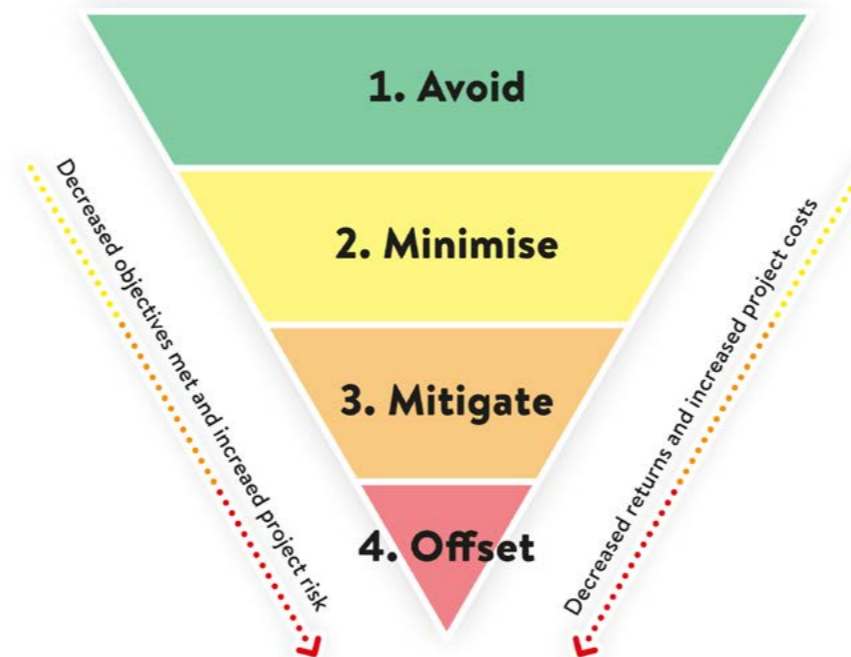 1. Avoid
2. Minimise
3. Mitigate
4. Offset
Decreased objectives met and increaed project risk
Decreased returns and increased project costs